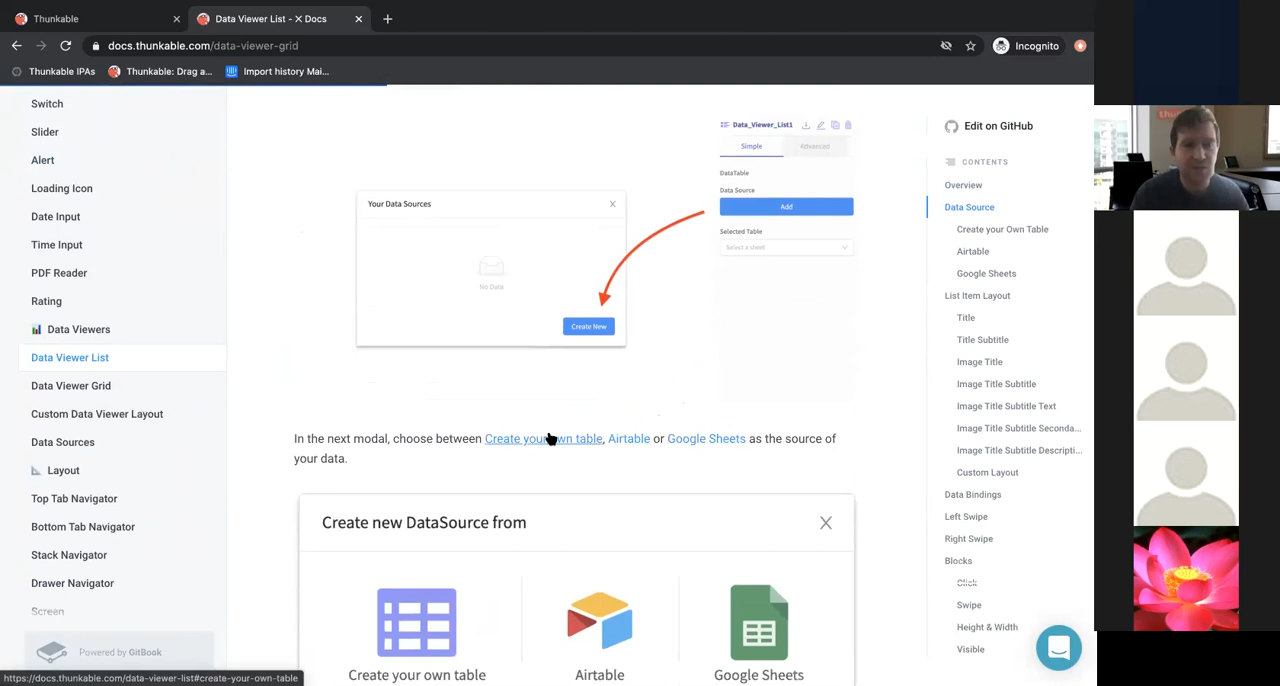 Thunkable
Data Viewer List - X Docs
docs.thunkable.com/data-viewer-grid
Incognito
Thunkable IPAs
Thunkable: Drag a...
Import history Mai...
Switch
Slider
Alert
Loading Icon
Date Input
Time Input
PDF Reader
Rating
Data Viewers
Data Viewer List
Data Viewer Grid
Custom Data Viewer Layout
Data Sources
Layout
Top Tab Navigator
Bottom Tab Navigator
Stack Navigator
Drawer Navigator
Screen
Powered by GitBook
https://docs.thunkable.com/data-viewer-list#create-your-own-table
Your Data Sources
No Data
Create New
Data_Viewer_List1
Simple
Advanced
DataTable
Data Source
Add
Selected Table
Select a sheet
In the next modal, choose between Create your own table, Airtable or Google Sheets as the source of
your data.
Create new DataSource from
Create your own table
Airtable
Google Sheets
Edit on GitHub
CONTENTS
Overview
Data Source
Create your Own Table
Airtable
Google Sheets
List Item Layout
Title
Title Subtitle
Image Title
Image Title Subtitle
Image Title Subtitle Text
Image Title Subtitle Seconda...
Image Title Subtitle Descripti...
Custom Layout
Data Bindings
Left Swipe
Right Swipe
Blocks
Click
Swipe
Height & Width
Visible